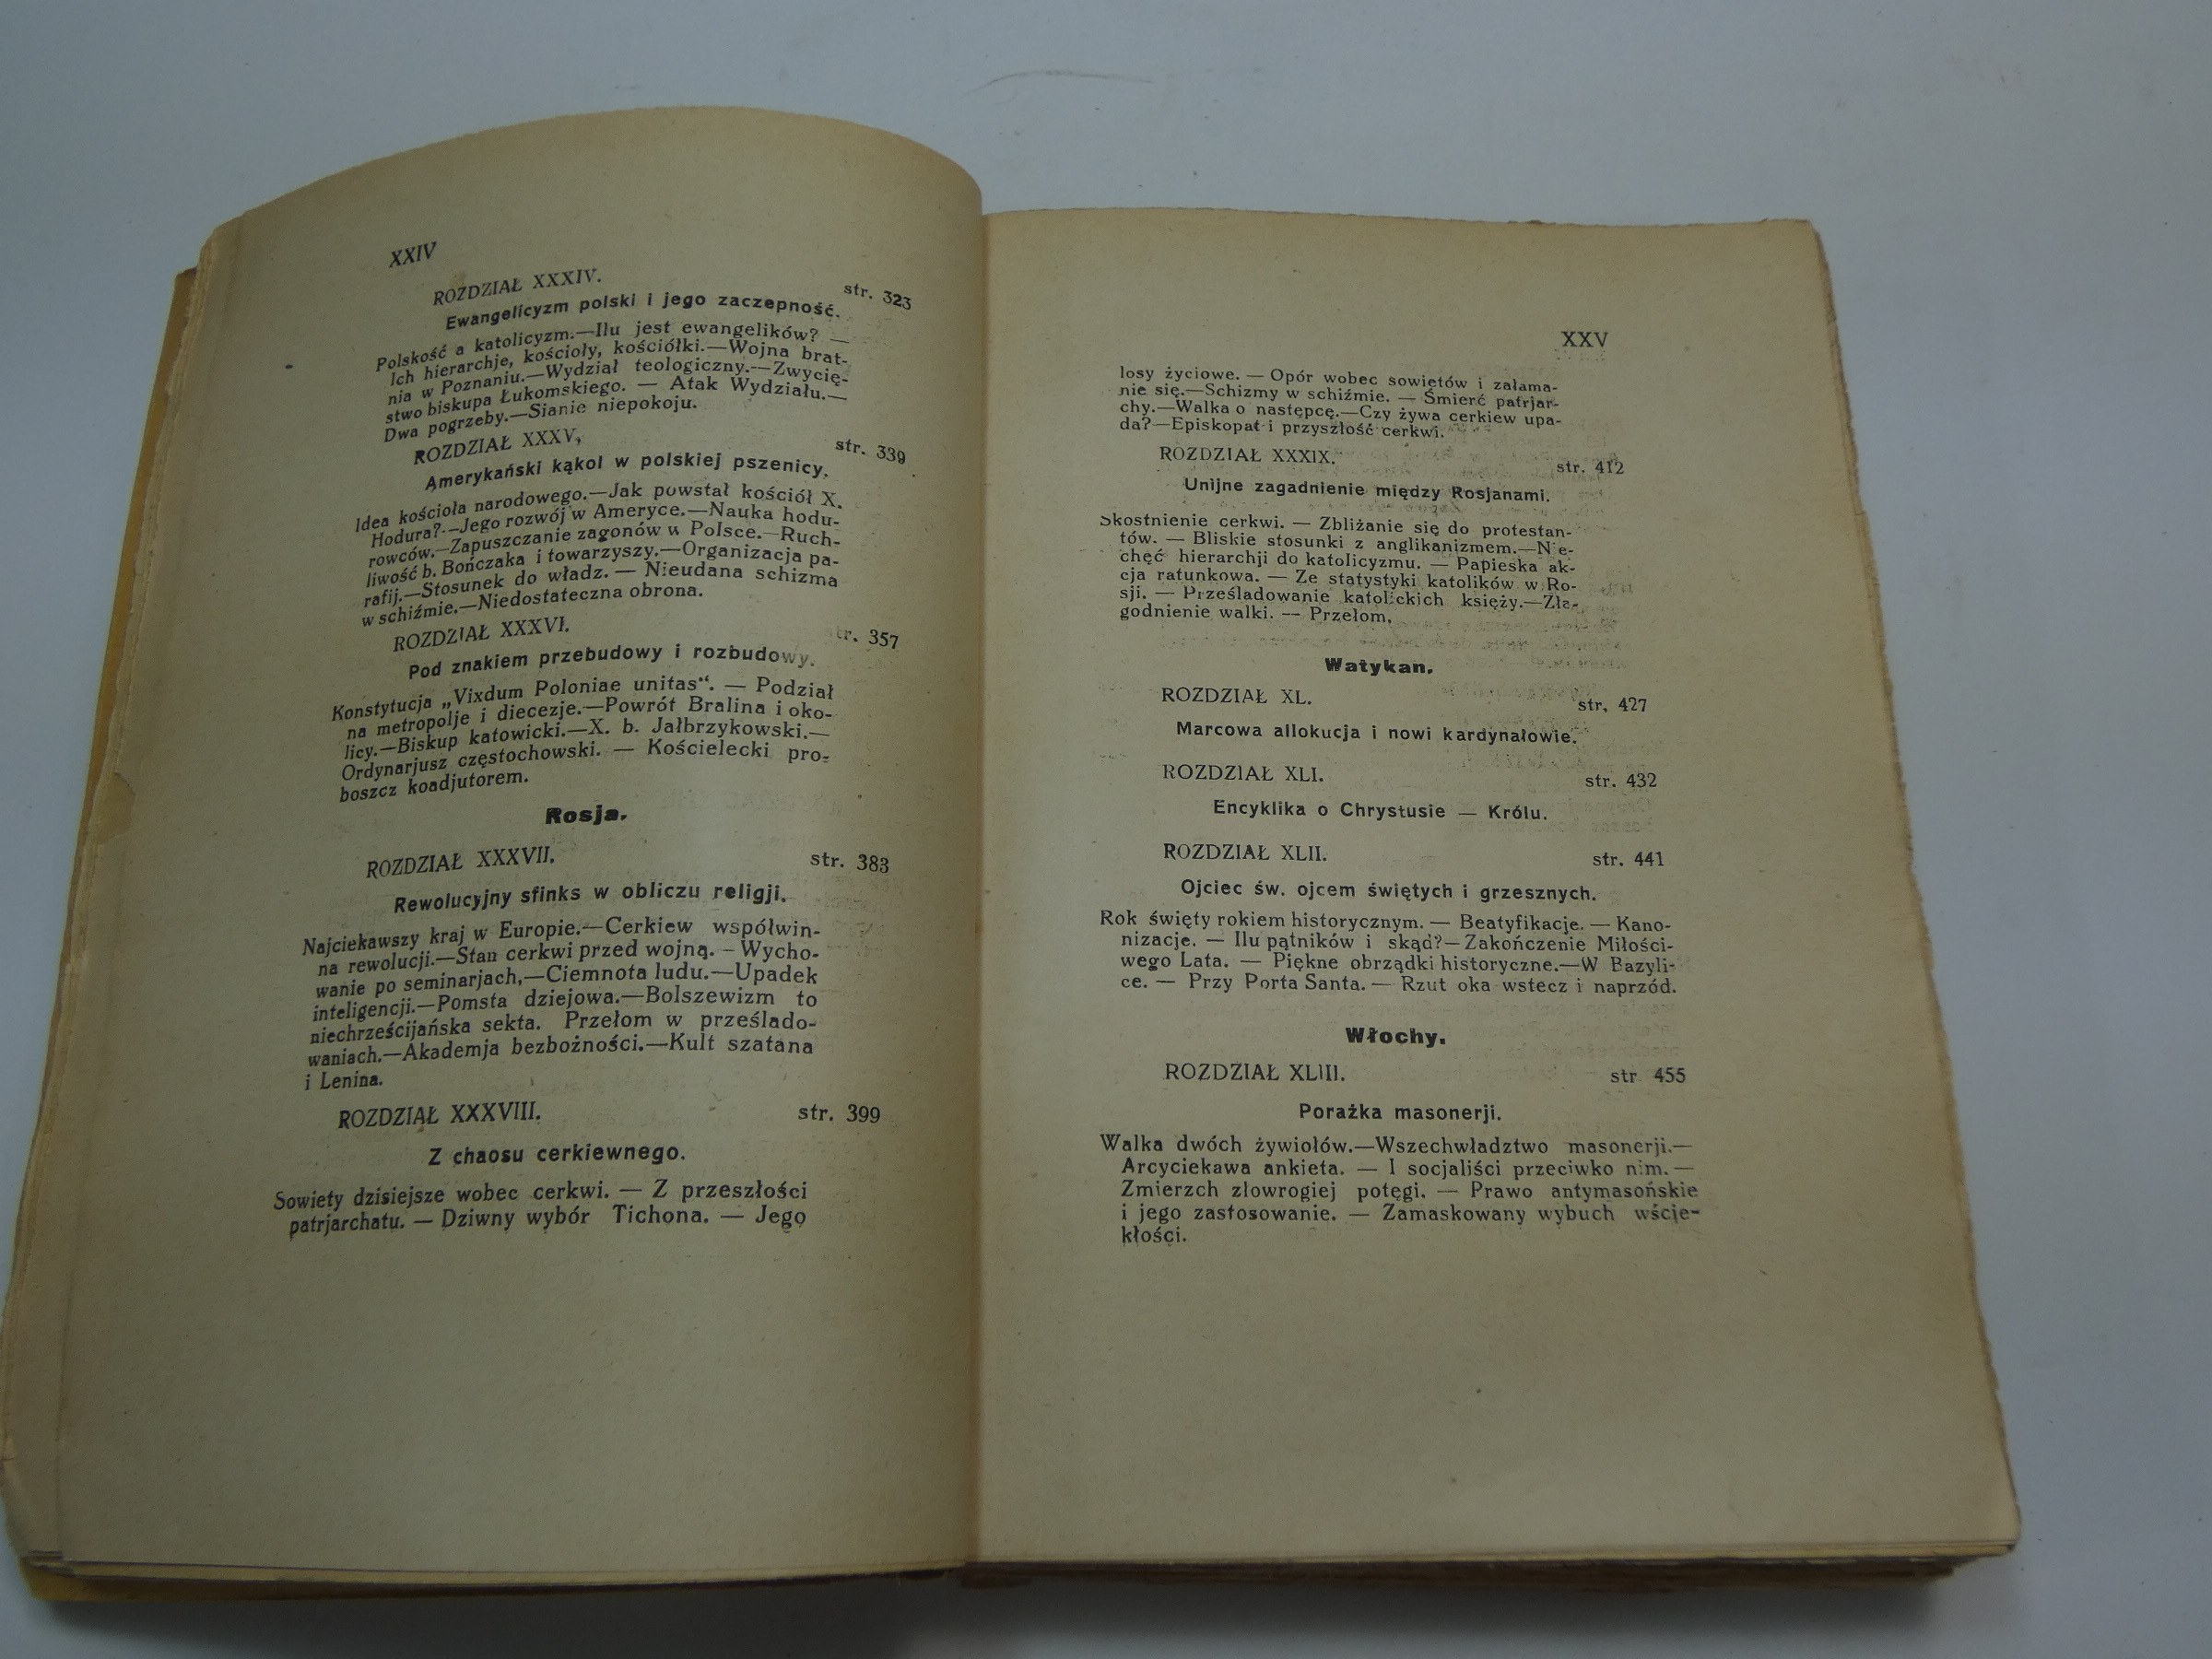 XXIV
ROZDZIAŁ XXXIV. str. 323
Ewangelicyzm polski i jego zaczepność.
Polskość a katolicyzm.—Ilu jest ewangelików? —
Ich hierarchje, kościoły, kościółki.—Wojna brat-
nia w Poznaniu.—Wydział teologiczny.—Zwycię-
stwo biskupa Łukomskiego. — Atak Wydziału.—
Dwa pogrzeby.—Sianie niepokoju.
ROZDZIAŁ XXXV, str. 339
Amerykański kąkol w polskiej pszenicy.
Idea kościoła narodowego.—Jak powstał kościół X.
Hodura?—Jego rozwój w Ameryce.—Nauka hodu-
rowców.—Zapuszczanie zagonów w Polsce.—Ruch-
liwość b. Bończaka i towarzyszy.—Organizacja pa-
rafij.—Stosunek do władz. — Nieudana schizma
w schiźmie.—Niedostateczna obrona.
ROZDZIAŁ XXXVI. tr. 357
Pod znakiem przebudowy i rozbudowy.
Konstytucja „Vixdum Poloniae unitas“. — Podział
na metropolje i diecezje.—Powrót Bralina i oko-
licy.—Biskup katowicki.—X. b. Jałbrzykowski.—
Ordynarjusz częstochowski. — Kościelecki pro-
boszcz koadjutorem.
Rosja.
ROZDZIAŁ XXXVII. str. 383
Rewolucyjny sfinks w obliczu religji.
Najciekawszy kraj w Europie.—Cerkiew współwin-
na rewolucji.—Stan cerkwi przed wojną. – Wycho-
wanie po seminarjach,—Ciemnota ludu.—Upadek
inteligencji.—Pomsta dziejowa.—Bolszewizm to
niechrześcijańska sekta. Przełom w prześlado-
waniach.—Akademja bezbożności.—Kult szatana
i Lenina.
ROZDZIAŁ XXXVIII. str. 399
Z chaosu cerkiewnego.
Sowiety dzisiejsze wobec cerkwi. — Z przeszłości
patrjarchatu. — Dziwny wybór Tichona. — Jego
XXV
losy życiowe. — Opór wobec sowietów i załama-
nie się.—Schizmy w schiźmie. — Śmierć patrjar-
chy.—Walka o następcę.—Czy żywa cerkiew upa-
da?—Episkopat i przyszłość cerkwi.
ROZDZIAŁ XXXIX. str. 412
Unijne zagadnienie między Rosjanami.
Skostnienie cerkwi. — Zbliżanie się do protestan-
tów. — Bliskie stosunki z anglikanizmem.—Nie-
chęć hierarchji do katolicyzmu. — Papieska ak-
cja ratunkowa. — Ze statystyki katolików w Ro-
sji. — Prześladowanie katolickich księży.—Zła-
godnienie walki. — Przełom.
Watykan.
ROZDZIAŁ XL. str. 427
Marcowa allokucja i nowi kardynałowie.
ROZDZIAŁ XLI. str. 432
Encyklika o Chrystusie — Królu.
ROZDZIAŁ XLII. str. 441
Ojciec św. ojcem świętych i grzesznych.
Rok święty rokiem historycznym. — Beatyfikacje. — Kano-
nizacje. — Ilu pątników i skąd?—Zakończenie Miłości-
wego Lata. — Piękne obrządki historyczne.—W Bazyli-
ce. — Przy Porta Santa. — Rzut oka wstecz i naprzód.
Włochy.
ROZDZIAŁ XLIII. str 455
Porażka masonerji.
Walka dwóch żywiołów.—Wszechwładztwo masonerji.—
Arcyciekawa ankieta. — I socjaliści przeciwko nim. —
Zmierzch złowrogiej potęgi. — Prawo antymasońskie
i jego zastosowanie. — Zamaskowany wybuch wście-
kłości.